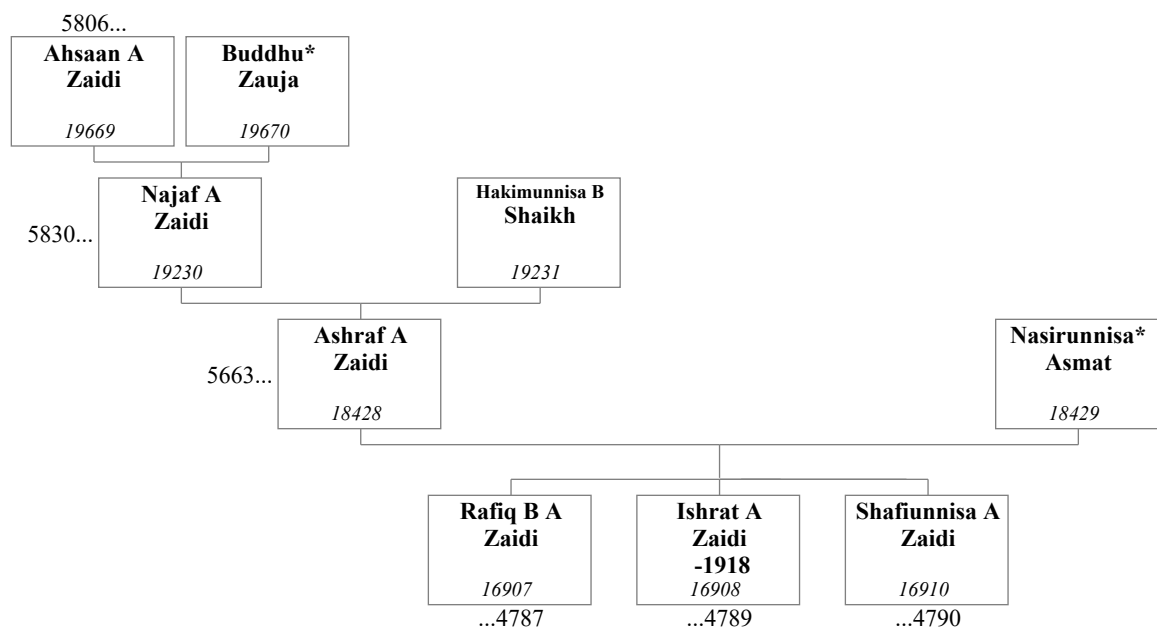 5806...
Ahsaan A
Zaidi
19669
Buddhu*
Zauja
19670
5830...
Najaf A
Zaidi
19230
Hakimunnisa B
Shaikh
19231
5663...
Ashraf A
Zaidi
18428
Nasirunnisa*
Asmat
18429
Rafiq B A
Zaidi
16907
...4787
Ishrat A
Zaidi
-1918
16908
...4789
Shafiunnisa A
Zaidi
16910
...4790